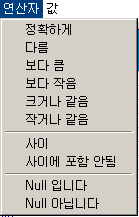 연산자 값
정확하게
다름
보다 큼
보다 작음
크거나 같음
작거나 같음
사이
사이에 포함 안됨
Null 입니다
Null 아닙니다